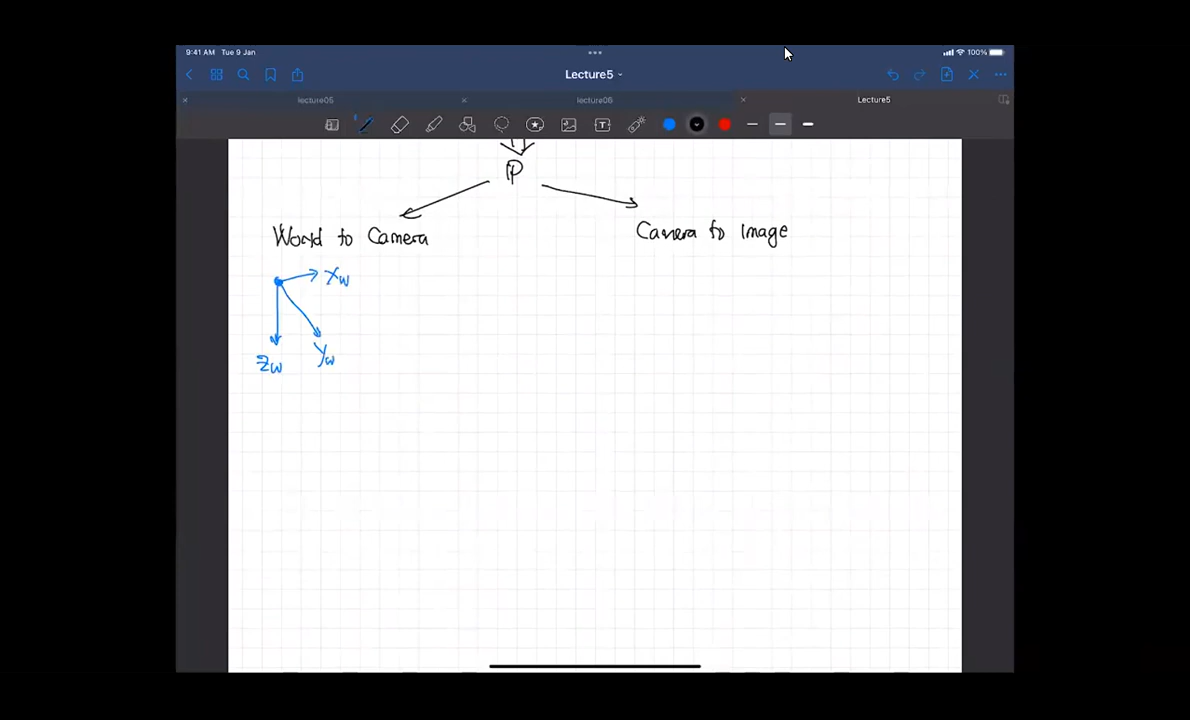 9:41 AM Tue 9 Jan
100%
Lecture5
lecture05
lecture06
Lecture5
T
P
World to Camera
Camera to Image
Xw
Zw
Yw